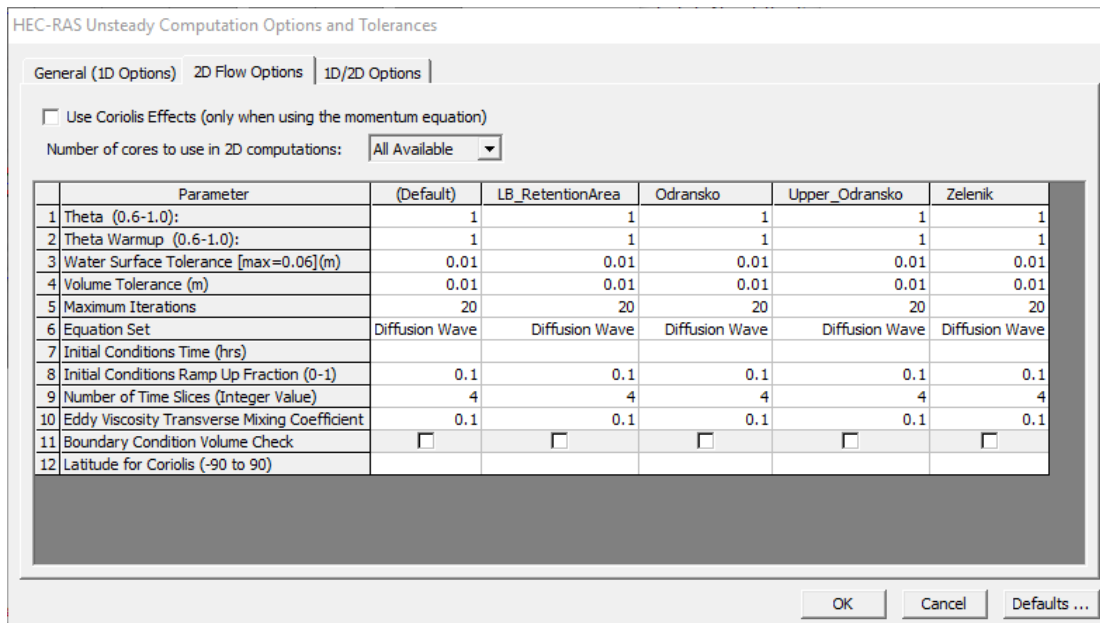 HEC-RAS Unsteady Computation Options and Tolerances
General (1D Options) 2D Flow Options 1D/2D Options
Use Coriolis Effects (only when using the momentum equation)
Number of cores to use in 2D computations: All Available
Parameter (Default) LB_RetentionArea Odransko Upper_Odransko Zelenik
1 Theta (0.6-1.0): 1 1 1 1 1
2 Theta Warmup (0.6-1.0): 1 1 1 1 1
3 Water Surface Tolerance [max=0.06](m) 0.01 0.01 0.01 0.01 0.01
4 Volume Tolerance (m) 0.01 0.01 0.01 0.01 0.01
5 Maximum Iterations 20 20 20 20 20
6 Equation Set Diffusion Wave Diffusion Wave Diffusion Wave Diffusion Wave Diffusion Wave
7 Initial Conditions Time (hrs)
8 Initial Conditions Ramp Up Fraction (0-1) 0.1 0.1 0.1 0.1 0.1
9 Number of Time Slices (Integer Value) 4 4 4 4 4
10 Eddy Viscosity Transverse Mixing Coefficient 0.1 0.1 0.1 0.1 0.1
11 Boundary Condition Volume Check
12 Latitude for Coriolis (-90 to 90)
OK Cancel Defaults ...